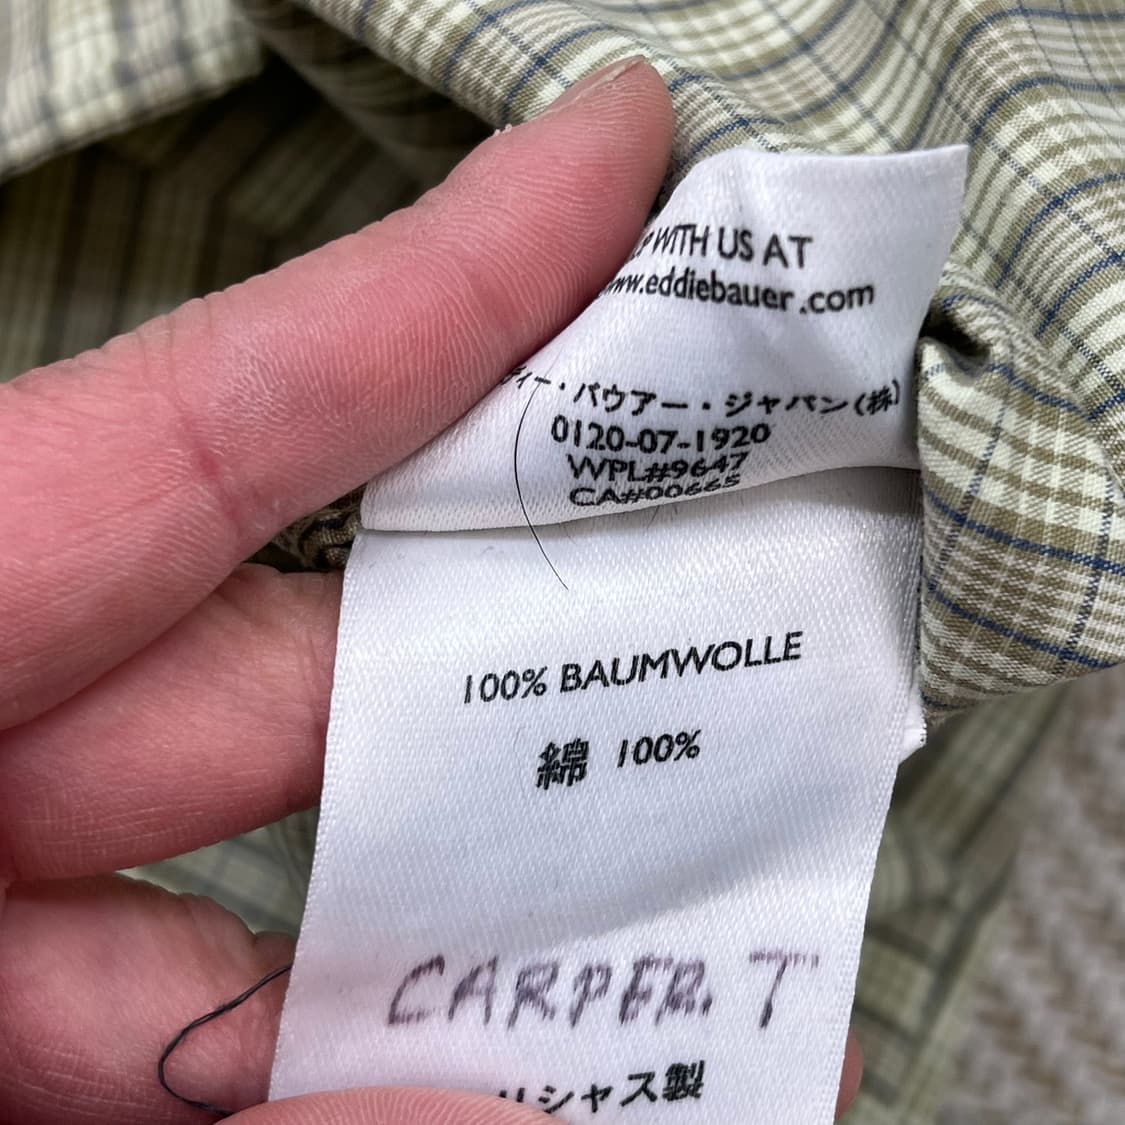 WITH US AT
www.eddiebauer.com
ィー・バウアー・ジャパン(株)
0120-07-1920
WPL#9647
CA#00665
100% BAUMWOLLE
綿 100%
CARPER. T
リシャス製